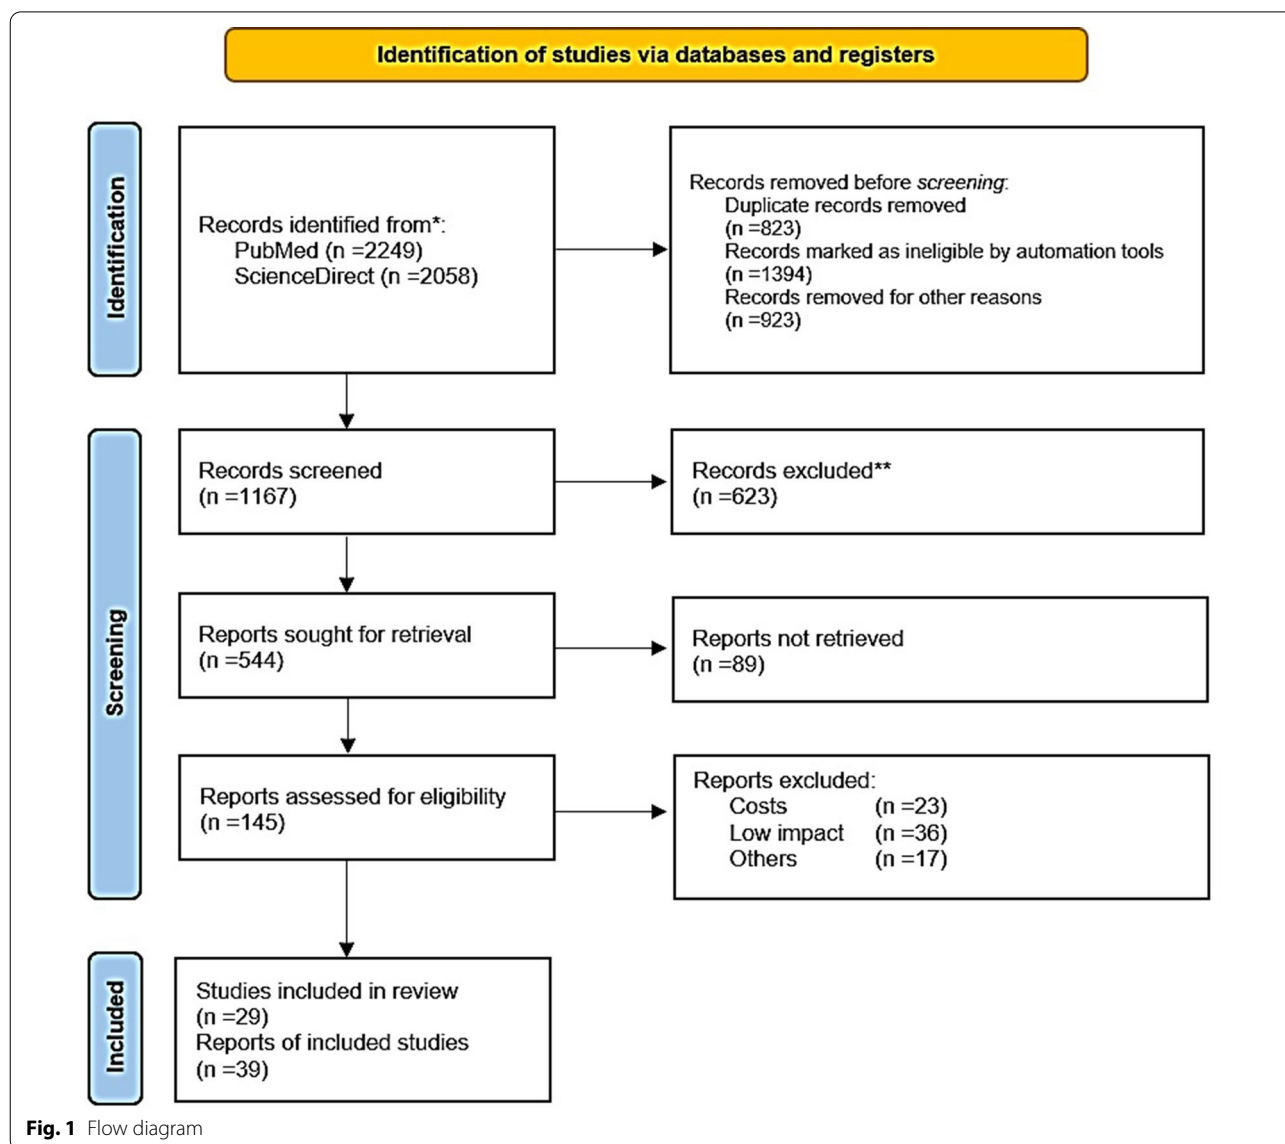 Identification of studies via databases and registers
Identification
Records identified from*:
PubMed (n =2249)
ScienceDirect (n =2058)
Records removed before screening:
Duplicate records removed
(n =823)
Records marked as ineligible by automation tools
(n =1394)
Records removed for other reasons
(n =923)
Screening
Records screened
(n =1167)
Records excluded**
(n =623)
Reports sought for retrieval
(n =544)
Reports not retrieved
(n =89)
Reports assessed for eligibility
(n =145)
Reports excluded:
Costs (n =23)
Low impact (n =36)
Others (n =17)
Included
Studies included in review
(n =29)
Reports of included studies
(n =39)
Fig. 1 Flow diagram